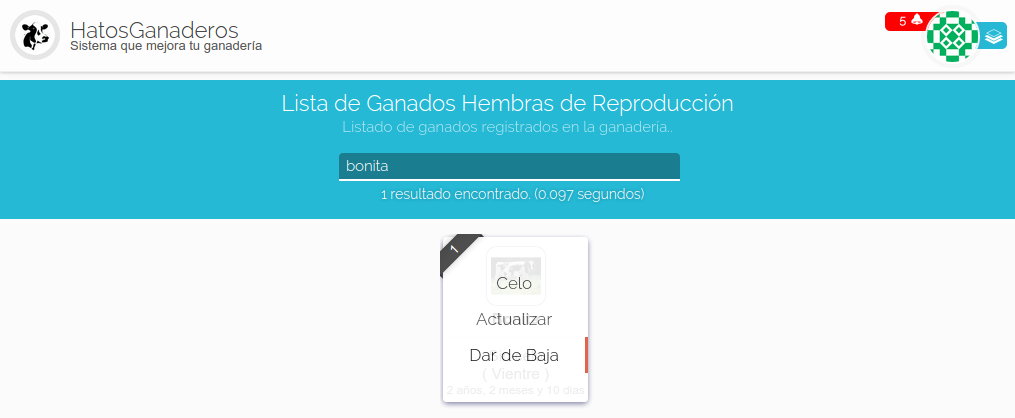 HatosGanaderos
Sistema que mejora tu ganadería
5
Lista de Ganados Hembras de Reproducción
Listado de ganados registrados en la ganadería..
bonita
1 resultado encontrado. (0.097 segundos)
1
Celo
Actualizar
Dar de Baja
( Vientre )
2 años, 2 meses y 10 días